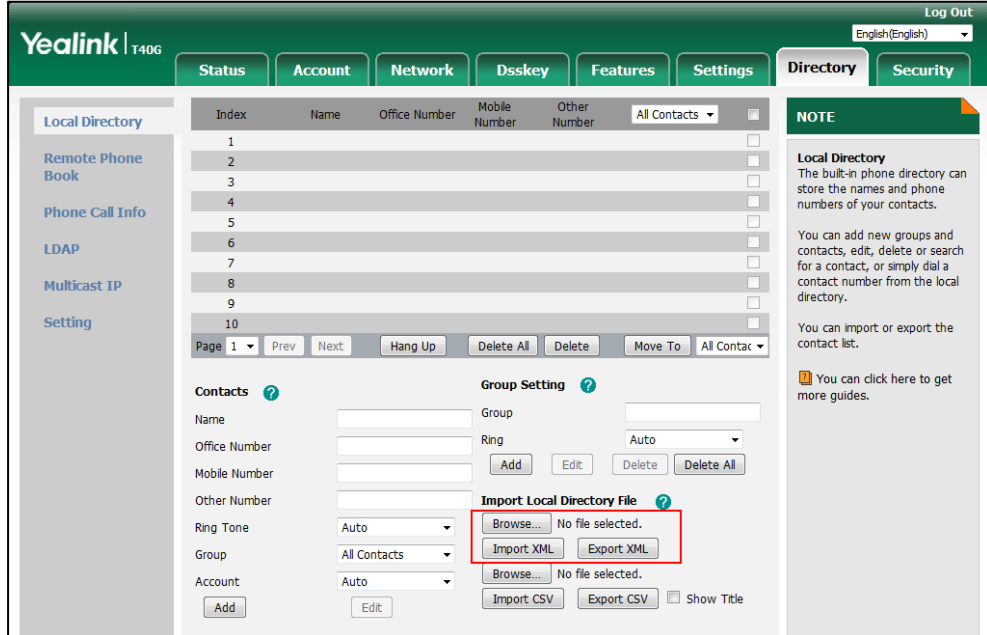 Log Out
Yealink | T40G
English(English)
Status Account Network Dsskey Features Settings Directory Security
Local Directory
Remote Phone
Book
Phone Call Info
LDAP
Multicast IP
Setting
Index Name Office Number Mobile Number Other Number All Contacts
1
2
3
4
5
6
7
8
9
10
Page 1 Prev Next Hang Up Delete All Delete Move To All Contac
Contacts ?
Name
Office Number
Mobile Number
Other Number
Ring Tone Auto
Group All Contacts
Account Auto
Add Edit
Group Setting ?
Group
Ring Auto
Add Edit Delete Delete All
Import Local Directory File ?
Browse... No file selected.
Import XML Export XML
Browse... No file selected.
Import CSV Export CSV Show Title
NOTE
Local Directory
The built-in phone directory can
store the names and phone
numbers of your contacts.
You can add new groups and
contacts, edit, delete or search
for a contact, or simply dial a
contact number from the local
directory.
You can import or export the
contact list.
? You can click here to get
more guides.